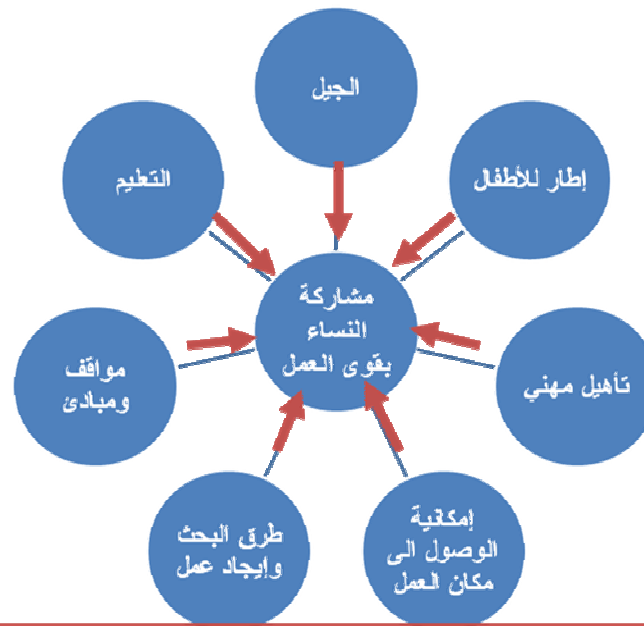 الجيل
إطار للأطفال
التعليم
مشاركة
النساء
بقوى العمل
تأهيل مهني
مواقف
ومبادئ
إمكانية
الوصول الى
مكان العمل
طرق البحث
وإيجاد عمل